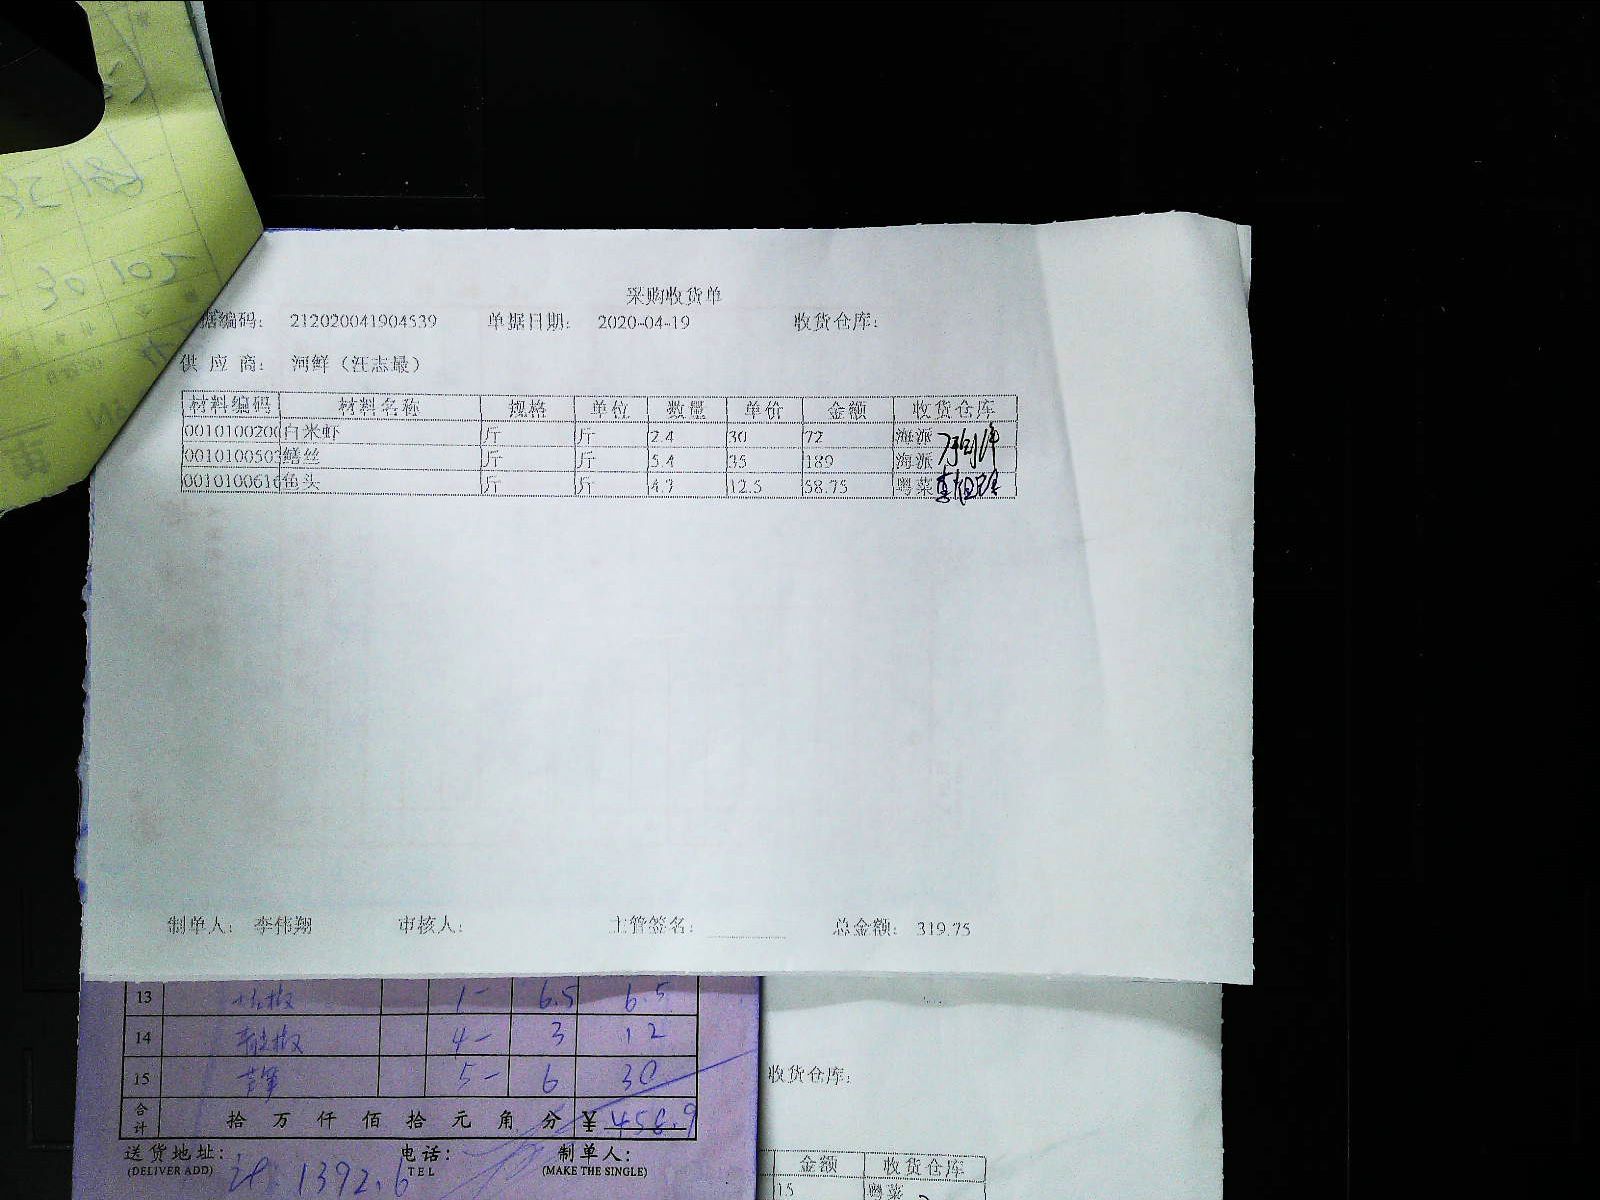 采购收货单
据编码: 212020041904539 单据日期: 2020-04-19 收货仓库:
供 应 商: 河鲜（汪志最）
材料编码 材料名称 规格 单位 数量 单价 金额 收货仓库
0010100200 白米虾 斤 斤 2.4 30 72 海派
001010050 鳝丝 斤 斤 5.4 35 189 海派
001010061 鱼头 斤 斤 4.7 12.5 58.75 粤菜
制单人: 李伟翔 审核人: 主管签名: 总金额: 319.75
13 1- 6.5 6.5
14 4- 3 12
15 5- 6 30
合计 拾 万 仟 佰 拾 元 角 分 ¥ 458.9
送货地址: 电话: 制单人:
(DELIVER ADD) TEL (MAKE THE SINGLE)
1392.6
收货仓库:
金额 收货仓库
15 粤菜